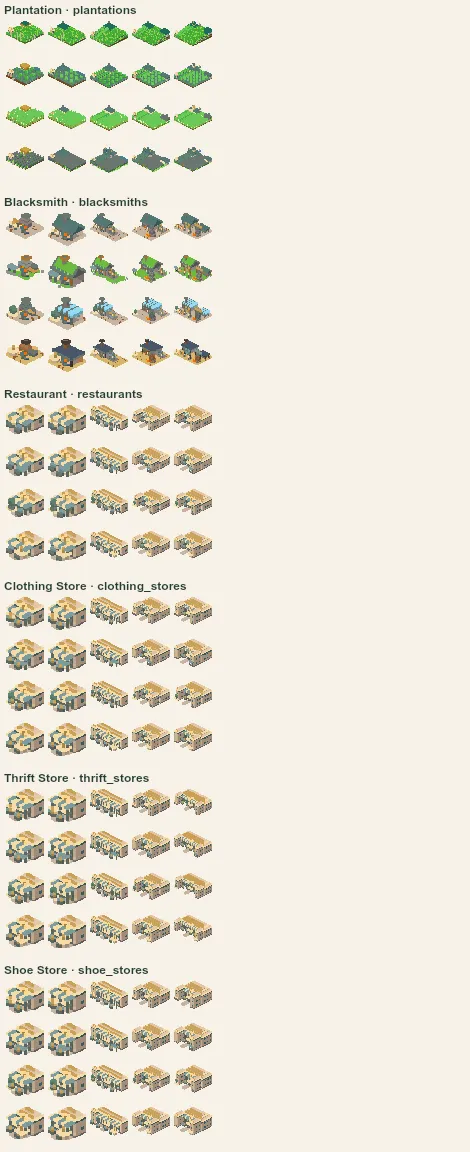 Plantation · plantations
Blacksmith · blacksmiths
Restaurant · restaurants
Clothing Store · clothing_stores
Thrift Store · thrift_stores
Shoe Store · shoe_stores